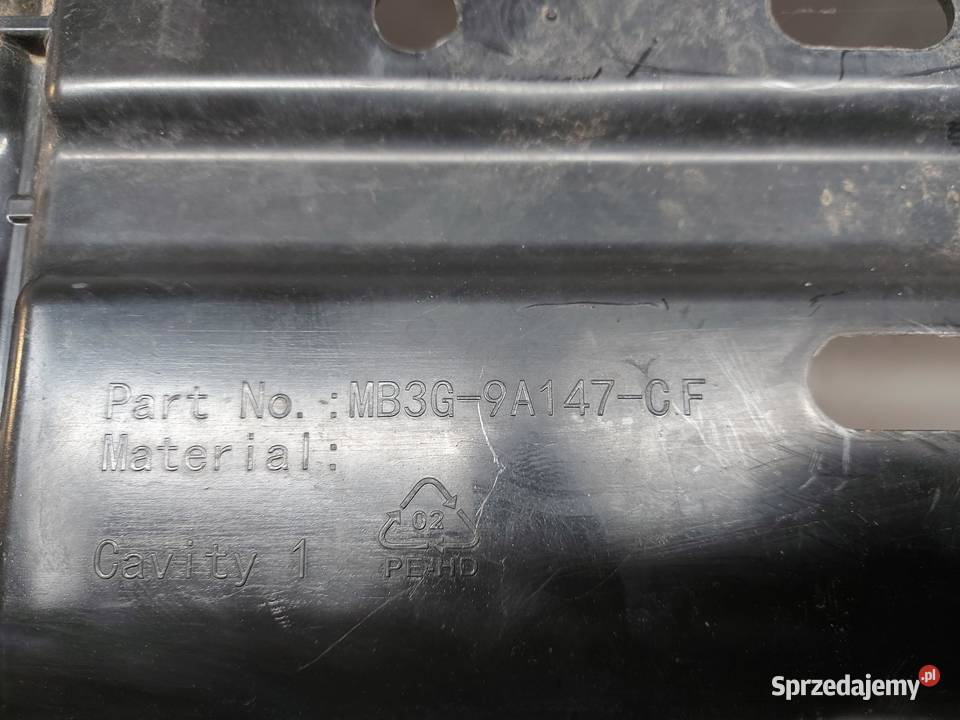 Part No.:MB3G-9A147-CF
Material:
02
Cavity 1
PE-HD
Sprzedajemy.pl